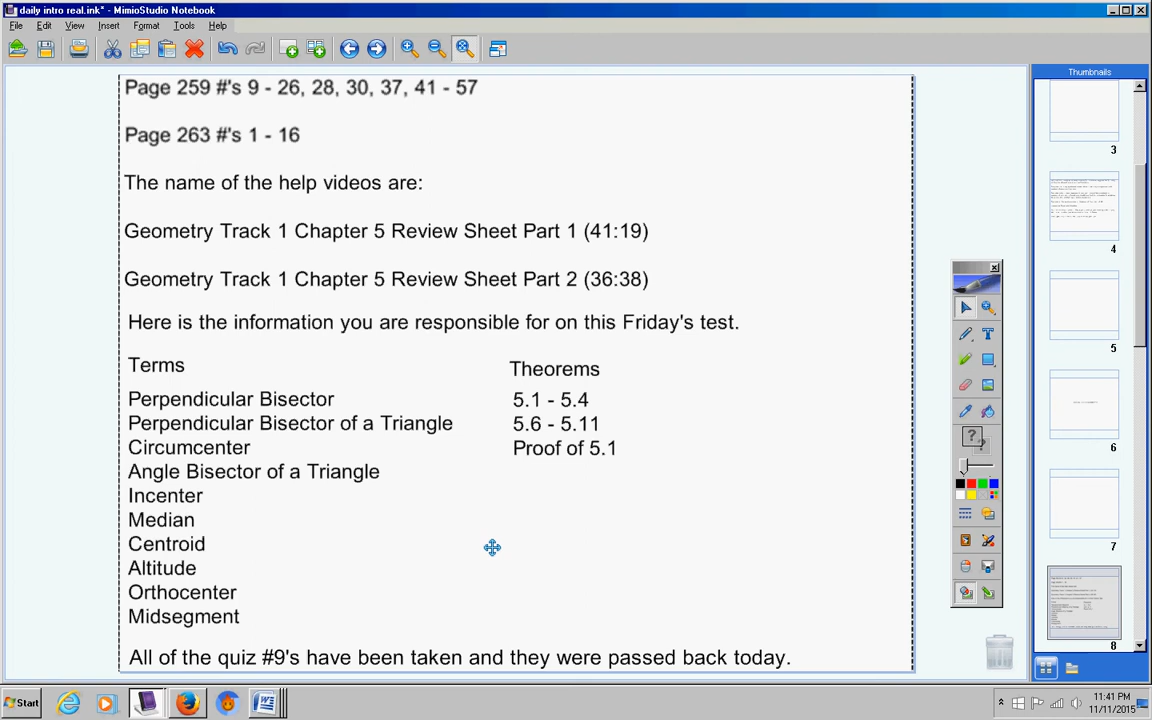 daily intro real.ink* - MimioStudio Notebook
File Edit View Insert Format Tools Help
Page 259 #'s 9 - 26, 28, 30, 37, 41 - 57
Page 263 #'s 1 - 16
The name of the help videos are:
Geometry Track 1 Chapter 5 Review Sheet Part 1 (41:19)
Geometry Track 1 Chapter 5 Review Sheet Part 2 (36:38)
Here is the information you are responsible for on this Friday's test.
Terms
Theorems
Perpendicular Bisector
5.1 - 5.4
Perpendicular Bisector of a Triangle
5.6 - 5.11
Circumcenter
Proof of 5.1
Angle Bisector of a Triangle
Incenter
Median
Centroid
Altitude
Orthocenter
Midsegment
All of the quiz #9's have been taken and they were passed back today.
Thumbnails
3
4
5
6
7
8
Start
11:41 PM
11/11/2015